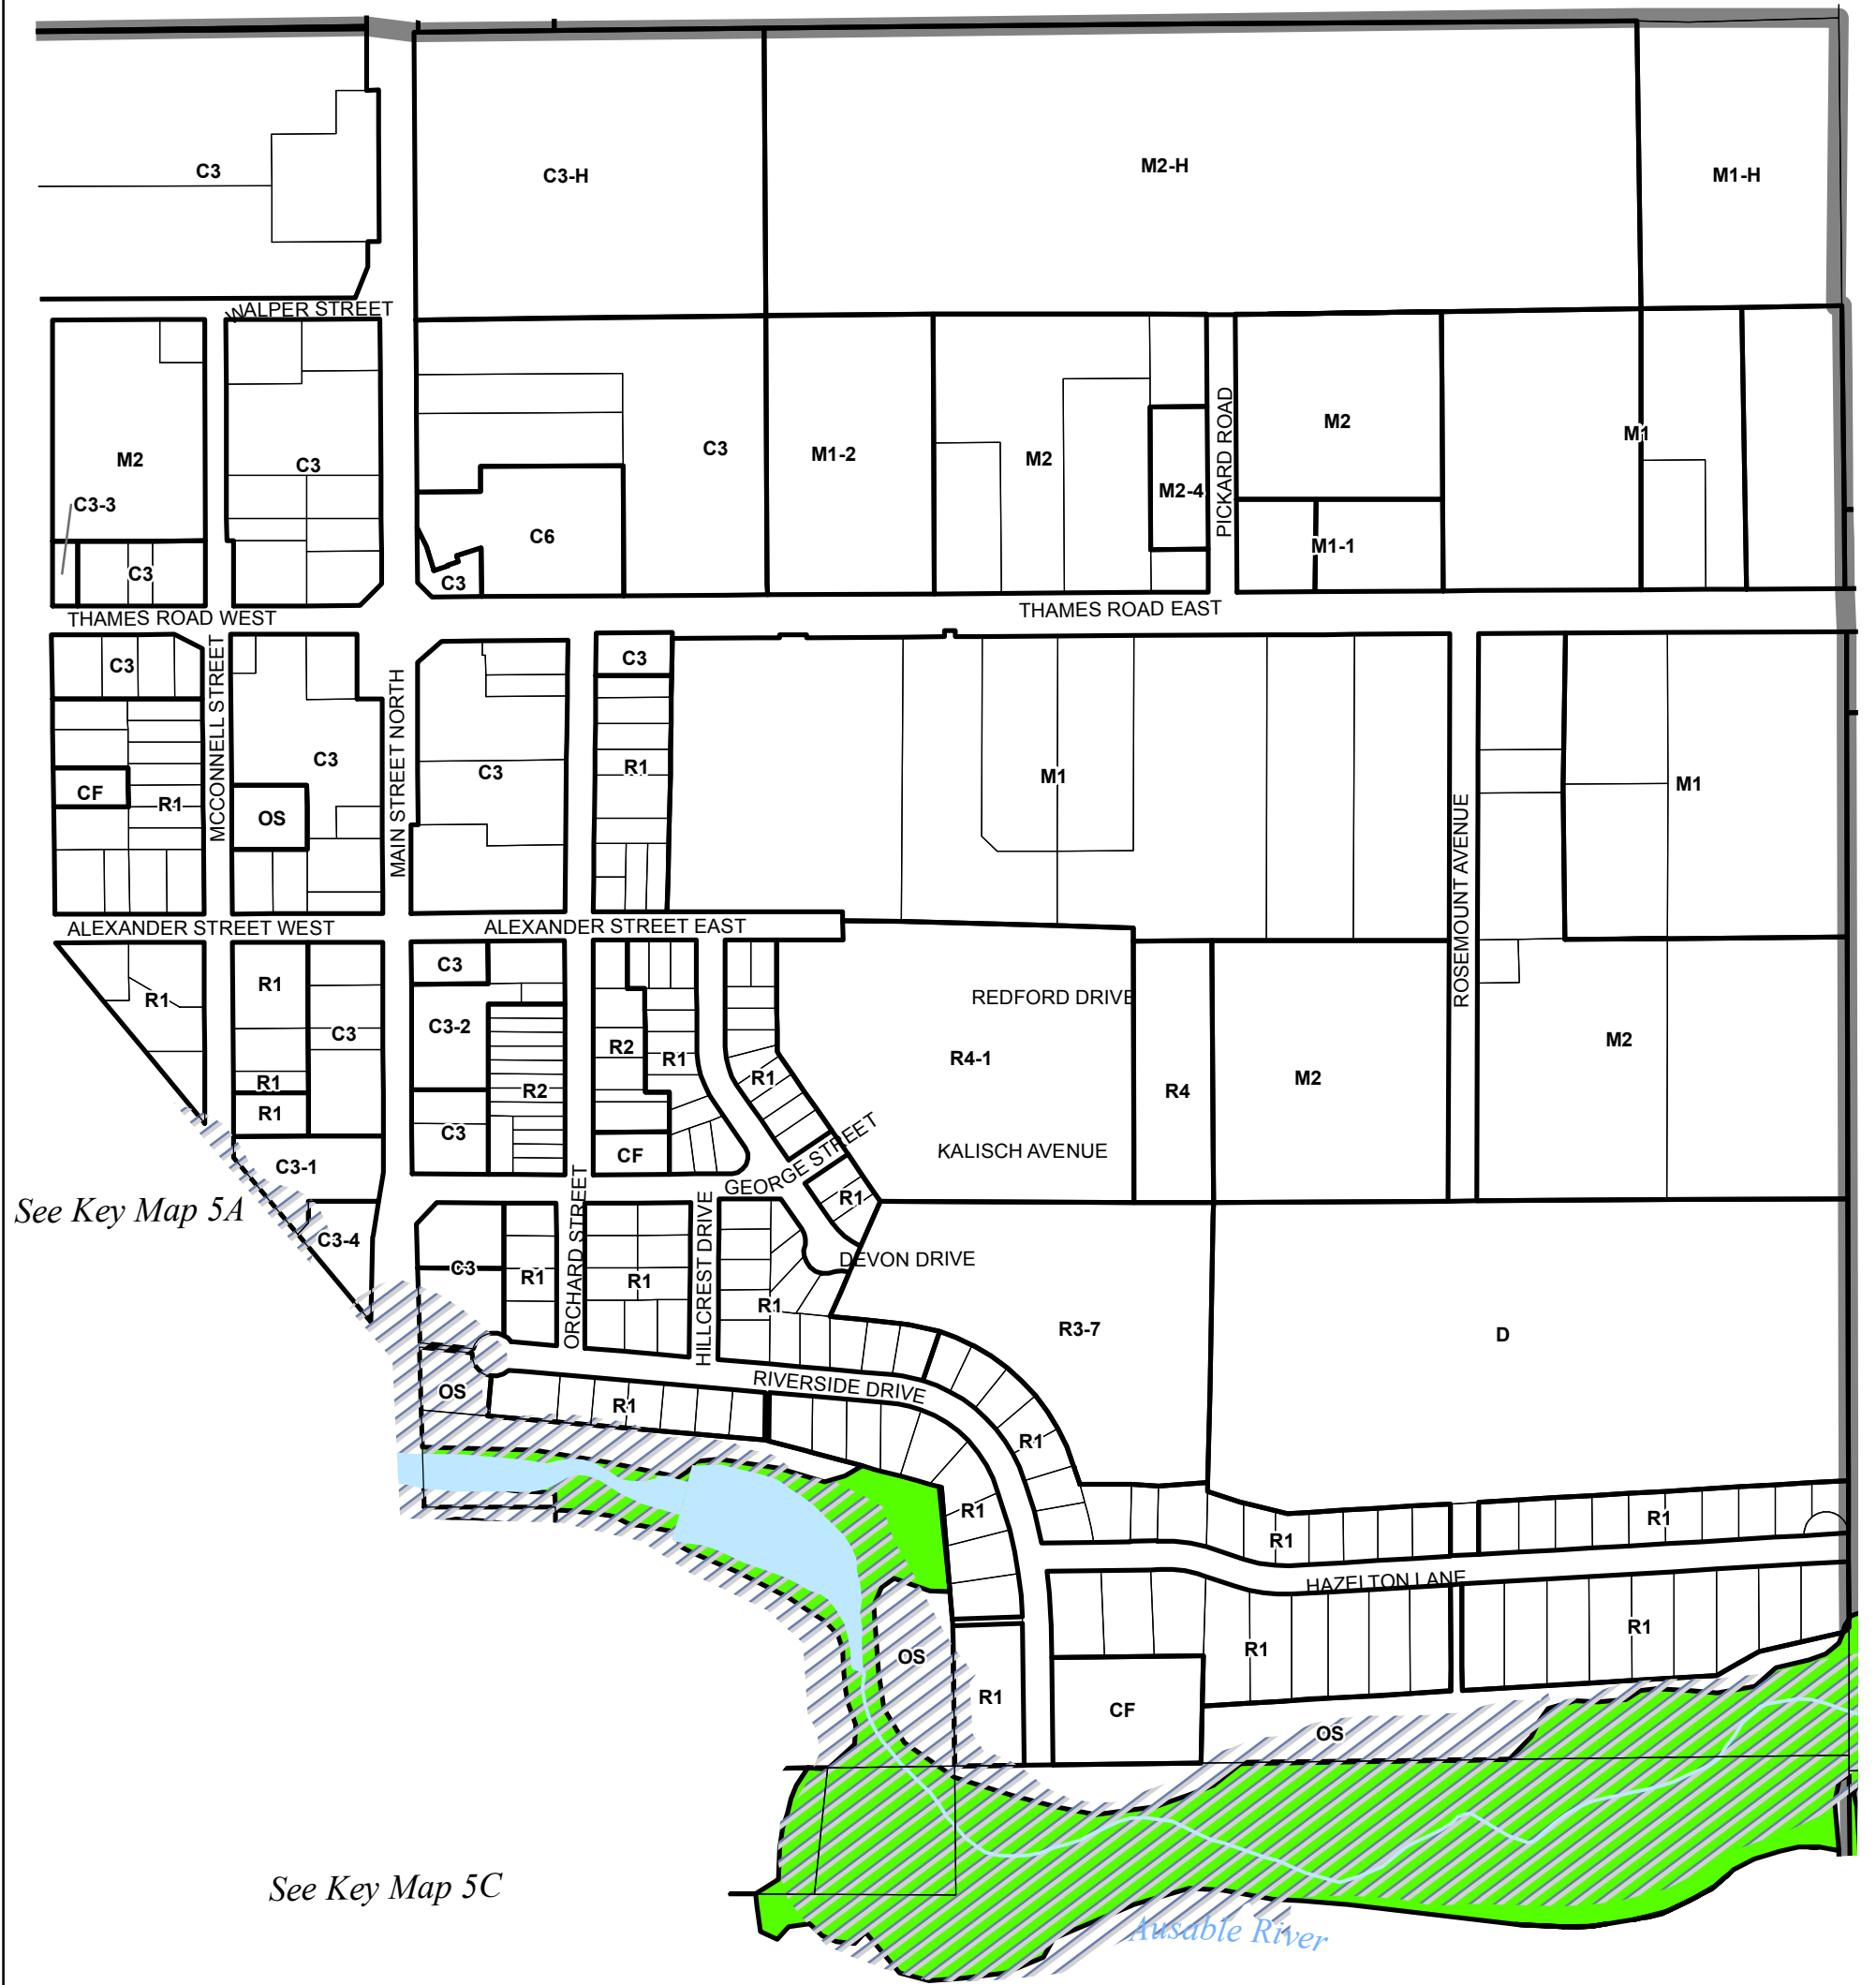 C3
C3-H
M2-H
M1-H
WALPER STREET
M2
C3-3
C3
C3
C3
M1-2
M2
M2-4
C6
C3
PICKARD ROAD
M2
M1-1
M1
THAMES ROAD WEST
THAMES ROAD EAST
C3
CF
R1
MCCONNELL STREET
C3
OS
MAIN STREET NORTH
C3
C3
R1
M1
ROSEMOUNT AVENUE
M1
ALEXANDER STREET WEST
ALEXANDER STREET EAST
R1
R1
C3
R1
R1
C3-1
C3-4
C3
C3-2
C3
R2
R2
R1
CF
R1
REDFORD DRIVE
R4-1
R4
M2
M2
KALISCH AVENUE
GEORGE STREET
R1
See Key Map 5A
C3
R1
ORCHARD STREET
R1
HILLCREST DRIVE
R1
DEVON DRIVE
R3-7
D
OS
R1
RIVERSIDE DRIVE
R1
R1
R1
R1
HAZELTON LANE
OS
R1
CF
R1
R1
OS
See Key Map 5C
Ausable River